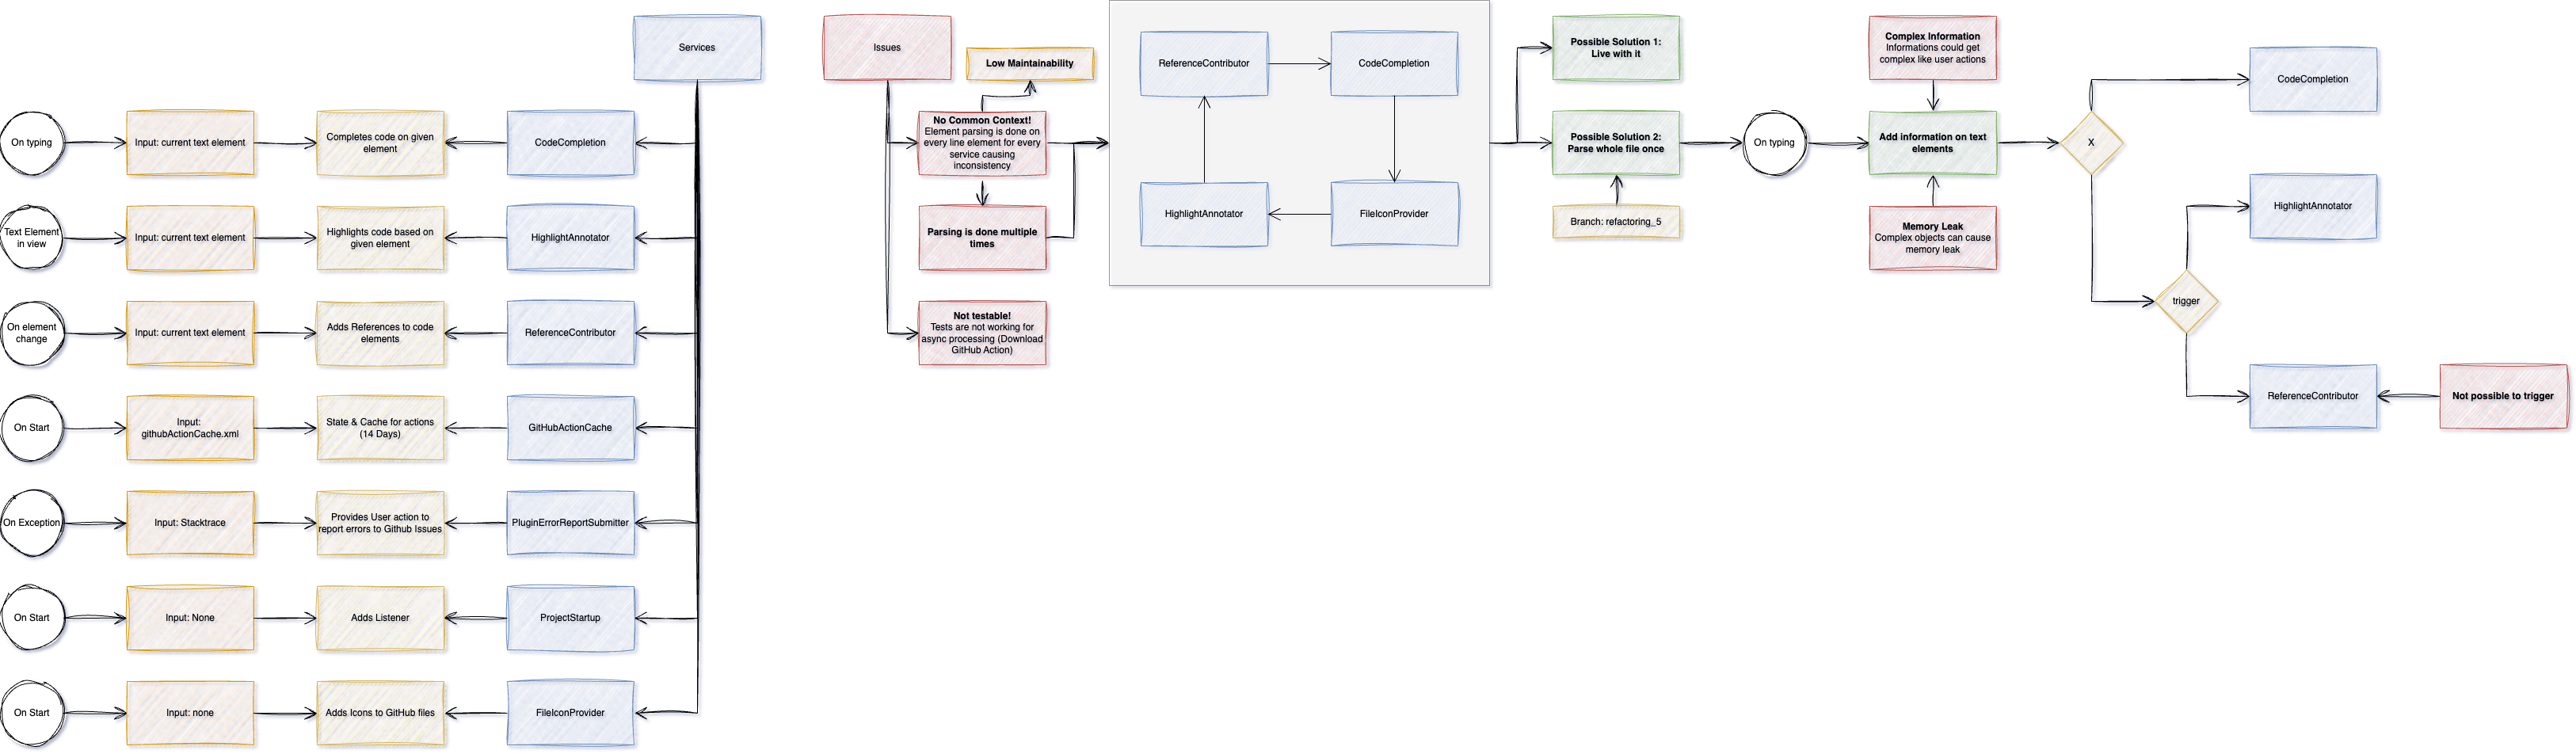 Services
On typing
Input: current text element
Completes code on given
element
CodeCompletion
Text Element
in view
Input: current text element
Highlights code based on
given element
HighlightAnnotator
On element
change
Input: current text element
Adds References to code
elements
ReferenceContributor
On Start
Input:
githubActionCache.xml
State & Cache for actions
(14 Days)
GitHubActionCache
On Exception
Input: Stacktrace
Provides User action to
report errors to Github Issues
PluginErrorReportSubmitter
On Start
Input: None
Adds Listener
ProjectStartup
On Start
Input: none
Adds Icons to GitHub files
FileIconProvider
Issues
Low Maintainability
No Common Context!
Element parsing is done on
every line element for every
service causing
inconsistency
Parsing is done multiple
times
Not testable!
Tests are not working for
async processing (Download
GitHub Action)
ReferenceContributor
CodeCompletion
HighlightAnnotator
FileIconProvider
Possible Solution 1:
Live with it
Possible Solution 2:
Parse whole file once
Branch: refactoring_5
On typing
Complex Information
Informations could get
complex like user actions
Add information on text
elements
Memory Leak
Complex objects can cause
memory leak
X
CodeCompletion
HighlightAnnotator
trigger
ReferenceContributor
Not possible to trigger